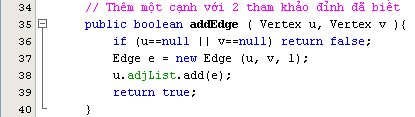 34 // Thêm một cạnh với 2 tham khảo đỉnh đã biết
35 public boolean addEdge ( Vertex u, Vertex v ){
36 if (u==null || v==null) return false;
37 Edge e = new Edge (u, v, 1);
38 u.adjList.add(e);
39 return true;
40 }